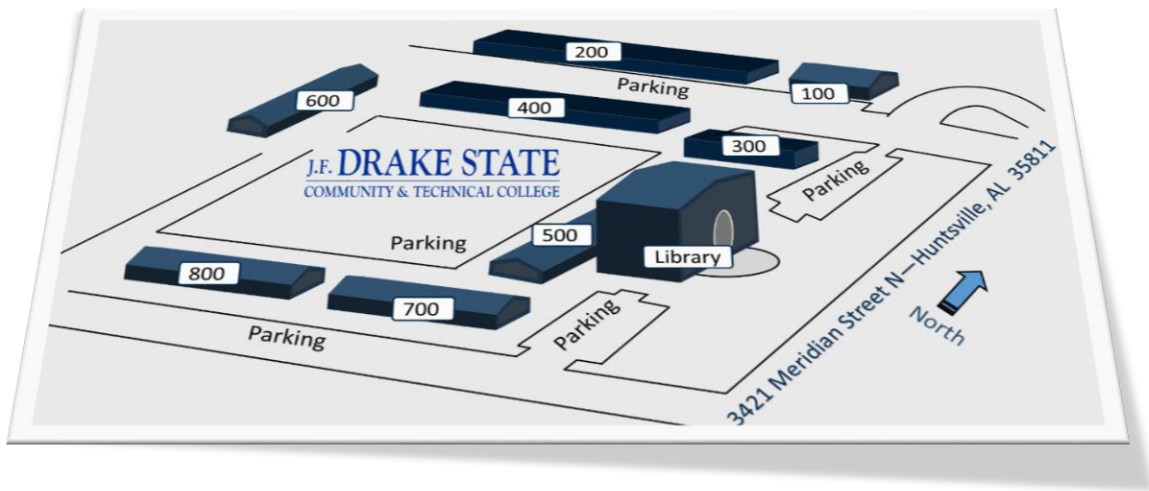 200
Parking
100
600
400
300
J.F. DRAKE STATE
COMMUNITY & TECHNICAL COLLEGE
Parking
Parking
500
Library
800
700
Parking
Parking
3421 Meridian Street N—Huntsville, AL 35811
North